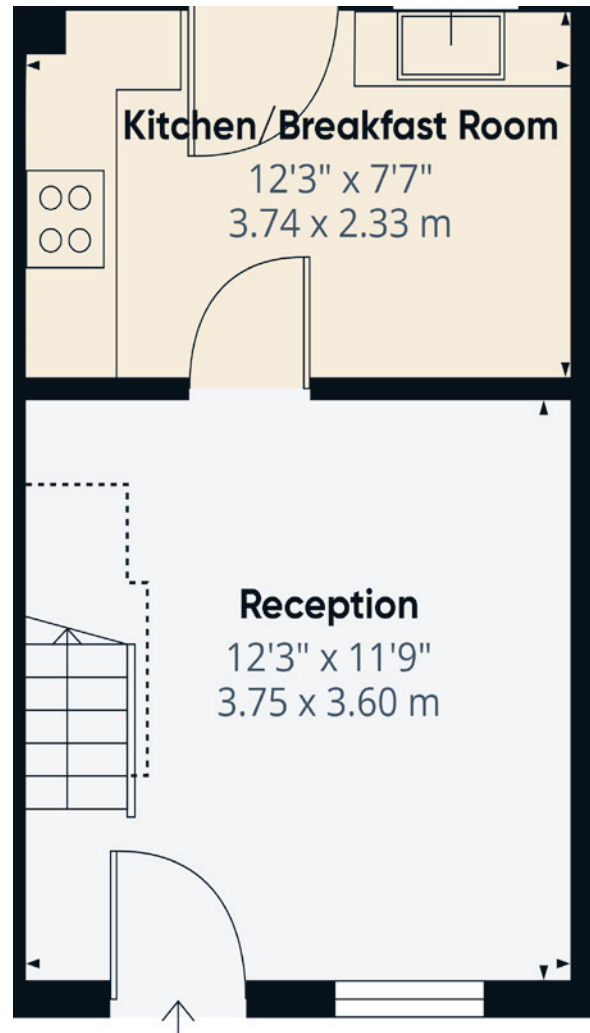 Kitchen/Breakfast Room
12'3" x 7'7"
3.74 x 2.33 m
Reception
12'3" x 11'9"
3.75 x 3.60 m